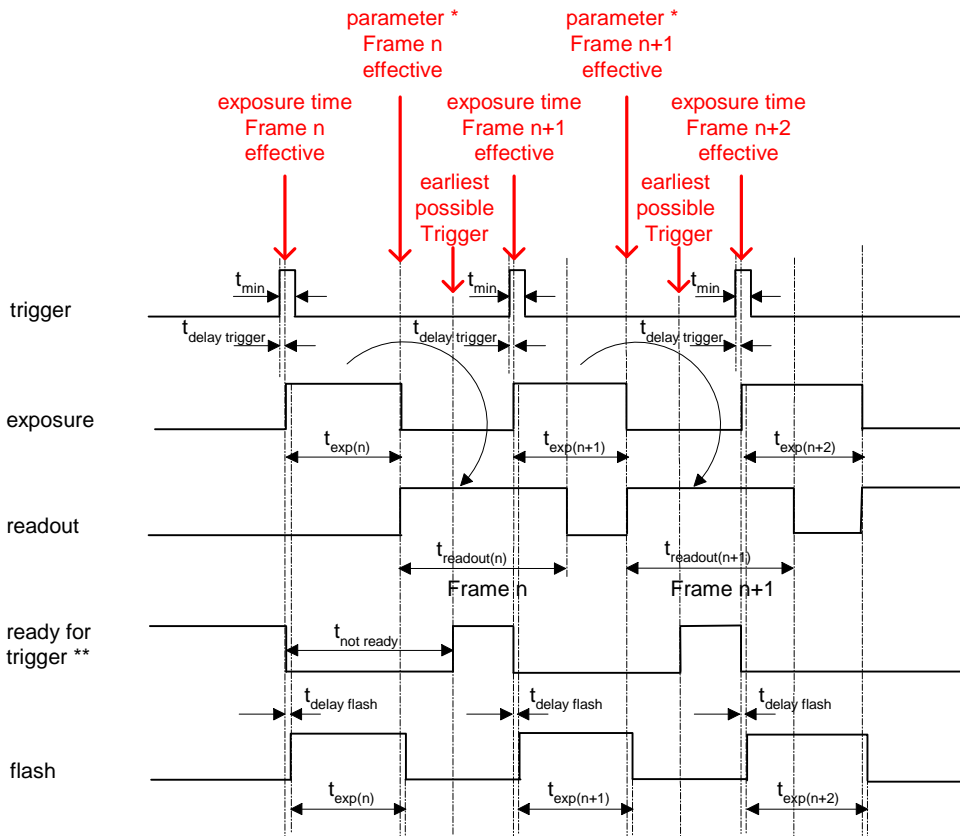 parameter *
Frame n
effective
parameter *
Frame n+1
effective
exposure time
Frame n
effective
exposure time
Frame n+1
effective
exposure time
Frame n+2
effective
earliest
possible
Trigger
earliest
possible
Trigger
trigger
tmin
tmin
tmin
tdelay trigger
tdelay trigger
tdelay trigger
exposure
texp(n)
texp(n+1)
texp(n+2)
readout
treadout(n)
treadout(n+1)
Frame n
Frame n+1
ready for
trigger **
tnot ready
tdelay flash
tdelay flash
tdelay flash
flash
texp(n)
texp(n+1)
texp(n+2)